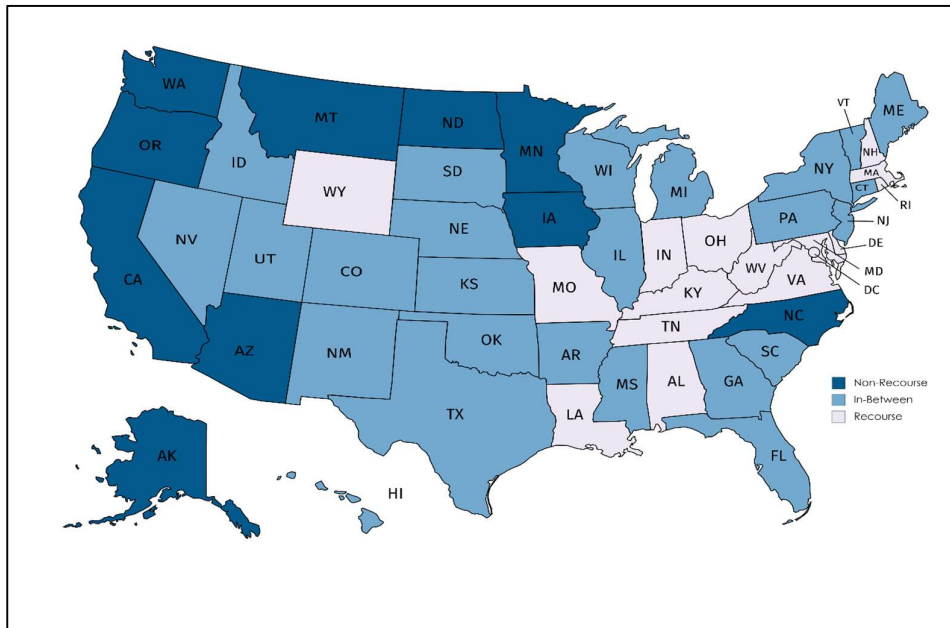 WA
MT
ND
MN
OR
ID
WY
SD
WI
MI
VT
ME
NH
NY
MA
CT
RI
CA
NV
UT
CO
NE
IA
IL
IN
OH
PA
NJ
DE
MD
DC
KS
MO
KY
WV
VA
AZ
NM
OK
AR
TN
NC
TX
LA
MS
AL
GA
SC
FL
AK
HI
Non-Recourse
In-Between
Recourse